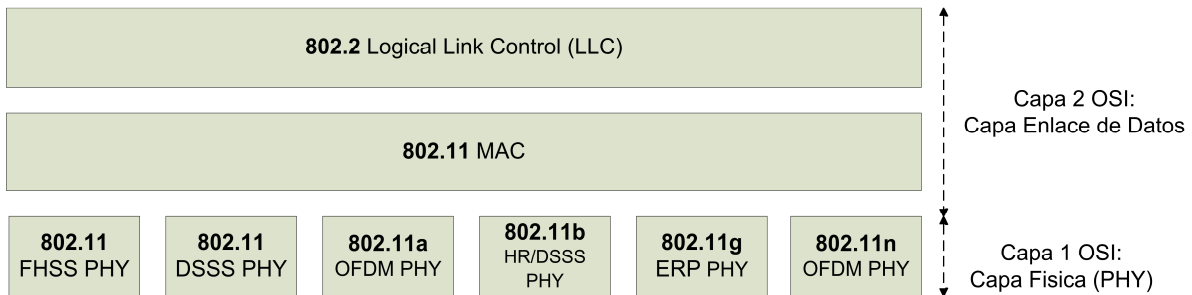 802.2 Logical Link Control (LLC)
Capa 2 OSI:
Capa Enlace de Datos
802.11 MAC
802.11
FHSS PHY
802.11
DSSS PHY
802.11a
OFDM PHY
802.11b
HR/DSSS
PHY
802.11g
ERP PHY
802.11n
OFDM PHY
Capa 1 OSI:
Capa Fisica (PHY)